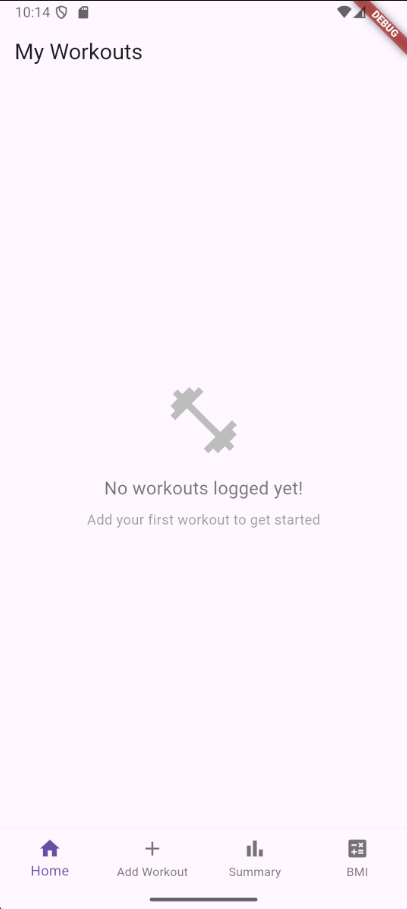 10:14
DEBUG
My Workouts
No workouts logged yet!
Add your first workout to get started
Home
Add Workout
Summary
BMI